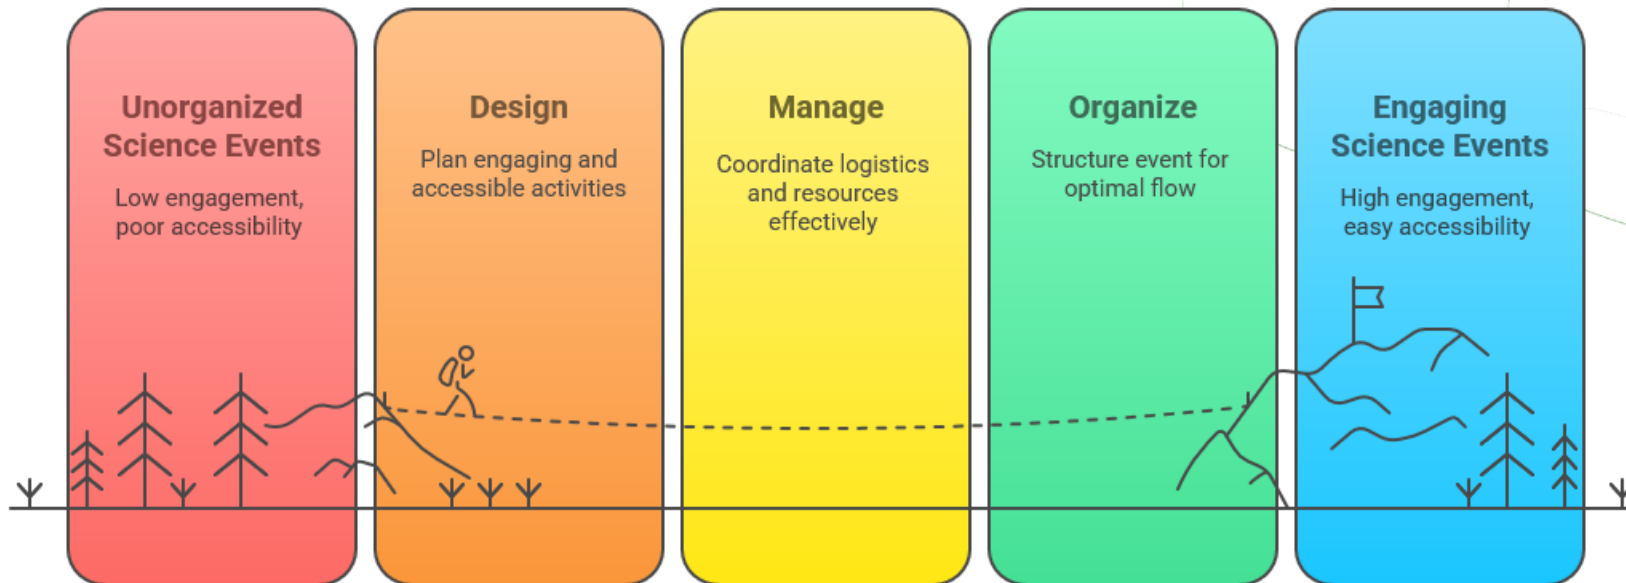 Unorganized
Science Events
Low engagement,
poor accessibility
Design
Plan engaging and
accessible activities
Manage
Coordinate logistics
and resources
effectively
Organize
Structure event for
optimal flow
Engaging
Science Events
High engagement,
easy accessibility